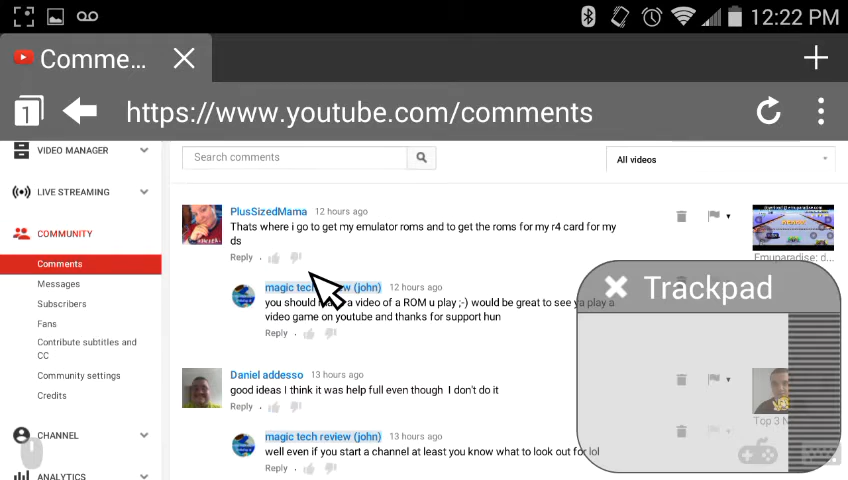 12:22 PM
Comme...
1
https://www.youtube.com/comments
VIDEO MANAGER
LIVE STREAMING
COMMUNITY
Comments
Messages
Subscribers
Fans
Contribute subtitles and
CC
Community settings
Credits
CHANNEL
ANALYTICS
Search comments
All videos
PlusSizedMama 12 hours ago
Thats where i go to get my emulator roms and to get the roms for my r4 card for my
ds
Reply
Emuparadise: d...
magic tech review (john) 12 hours ago
you should a video of a ROM u play ;-) would be great to see ya play a
video game on youtube and thanks for support hun
Reply
Trackpad
Daniel addesso 13 hours ago
good ideas I think it was help full even though I don't do it
Reply
Top 3
magic tech review (john) 13 hours ago
well even if you start a channel at least you know what to look out for lol
Reply